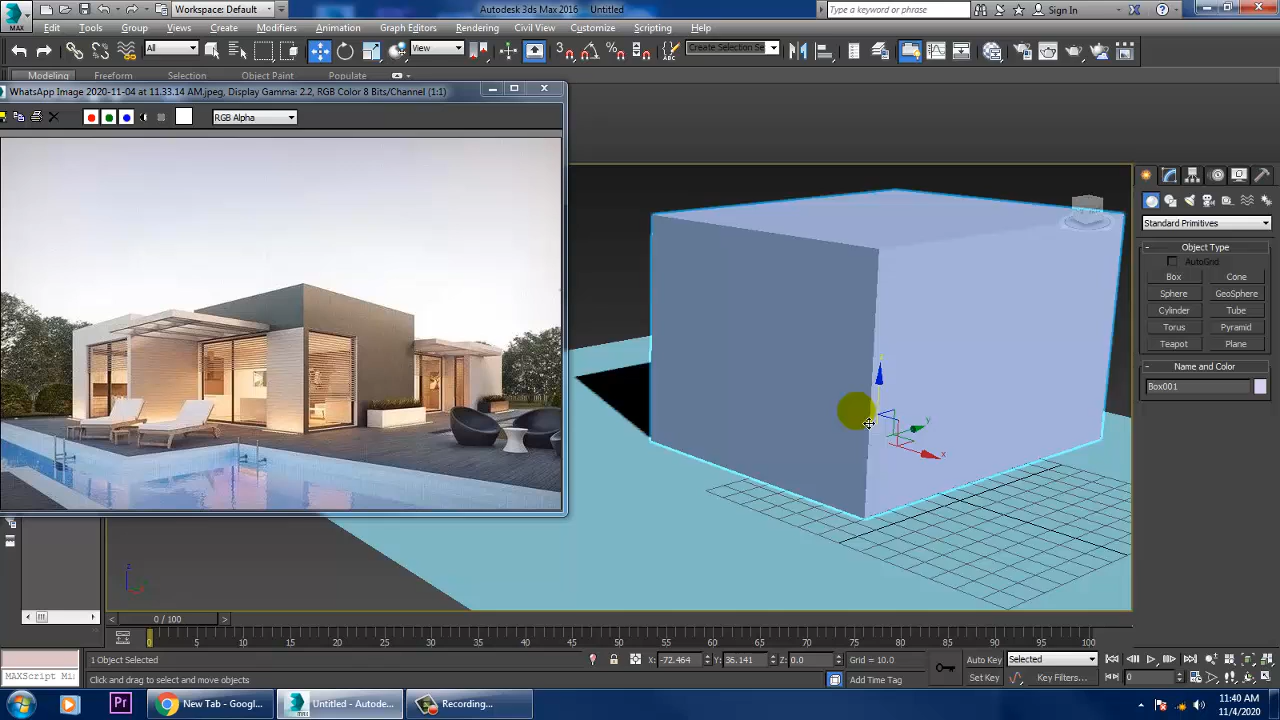 Workspace: Default
Autodesk 3ds Max 2016 Untitled
Type a keyword or phrase
Sign In
MAX
Edit Tools Group Views Create Modifiers Animation Graph Editors Rendering Civil View Customize Scripting Help
All
View
Create Selection Se
Modeling Freeform Selection Object Paint Populate
WhatsApp Image 2020-11-04 at 11.33.14 AM.jpeg, Display Gamma: 2.2, RGB Color 8 Bits/Channel (1:1)
RGB Alpha
Standard Primitives
Object Type
AutoGrid
Box Cone
Sphere GeoSphere
Cylinder Tube
Torus Pyramid
Teapot Plane
Name and Color
Box001
y
x
z
0 / 100
0 5 10 15 20 25 30 35 40 45 50 55 60 65 70 75 80 85 90 95 100
1 Object Selected
X: -72.464 Y: 36.141 Z: 0.0
Grid = 10.0
Auto Key Selected
MAXScript Mi
Click and drag to select and move objects
Add Time Tag
Set Key Key Filters... 0
Pr
New Tab - Googl...
Untitled - Autode...
Recording...
11:40 AM
11/4/2020